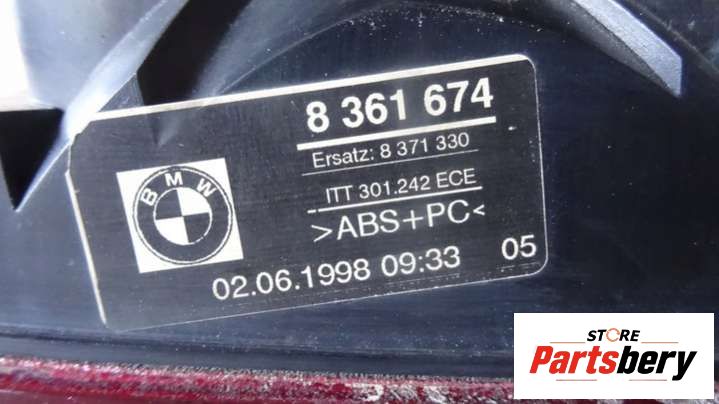 8 361 674
Ersatz: 8 371 330
ITT 301.242 ECE
>ABS+PC<
BMW
02.06.1998 09:33 05
STORE
Partsbery